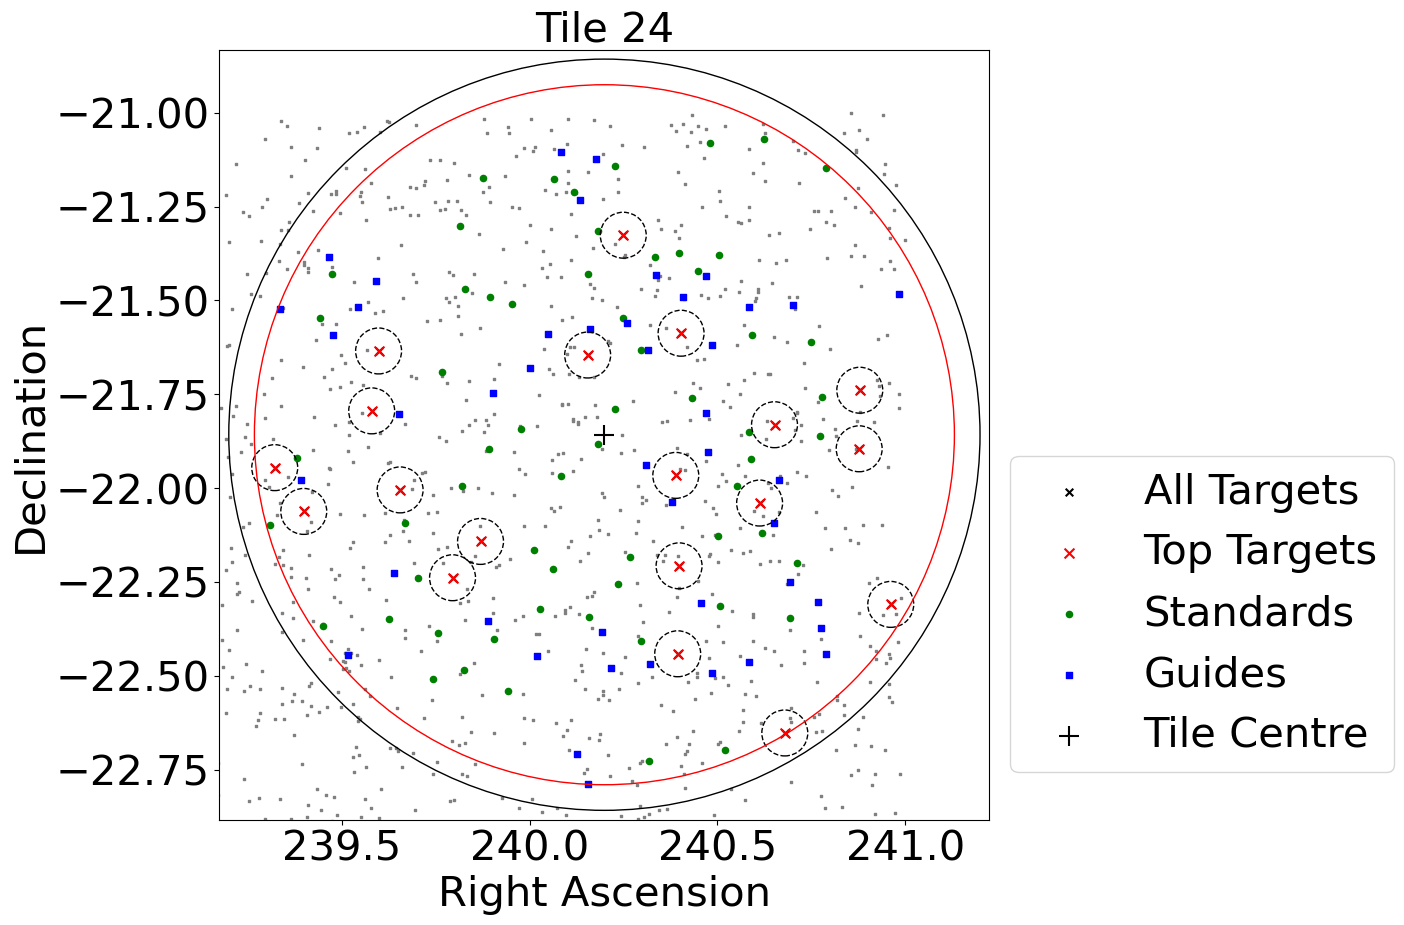 Tile 24
Declination
−21.00
−21.25
−21.50
−21.75
−22.00
−22.25
−22.50
−22.75
239.5 240.0 240.5 241.0
Right Ascension
All Targets
Top Targets
Standards
Guides
Tile Centre